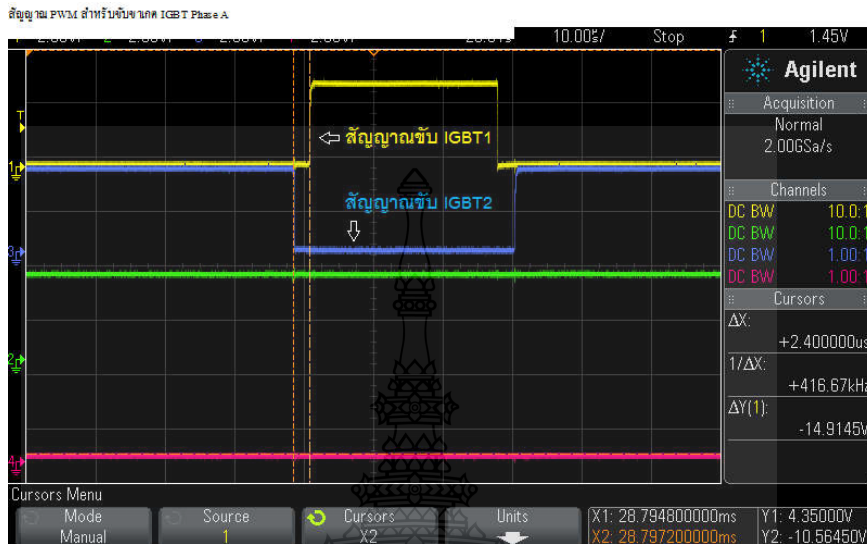 สัญญาณ PWM สำหรับขับขาเกต IGBT Phase A
10.00⅟ Stop 1 1.45V
Agilent
Acquisition
Normal
2.00GSa/s
Channels
DC BW 10.0:1
DC BW 10.0:1
DC BW 1.00:1
DC BW 1.00:1
Cursors
ΔX:
+2.400000us
1/ΔX:
+416.67kHz
ΔY(1):
-14.9145V
T
1
สัญญาณขับ IGBT1
สัญญาณขับ IGBT2
3
2
4
Cursors Menu
Mode
Manual
Source
1
Cursors
X2
Units
X1: 28.794800000ms
X2: 28.797200000ms
Y1: 4.35000V
Y2: -10.56450V